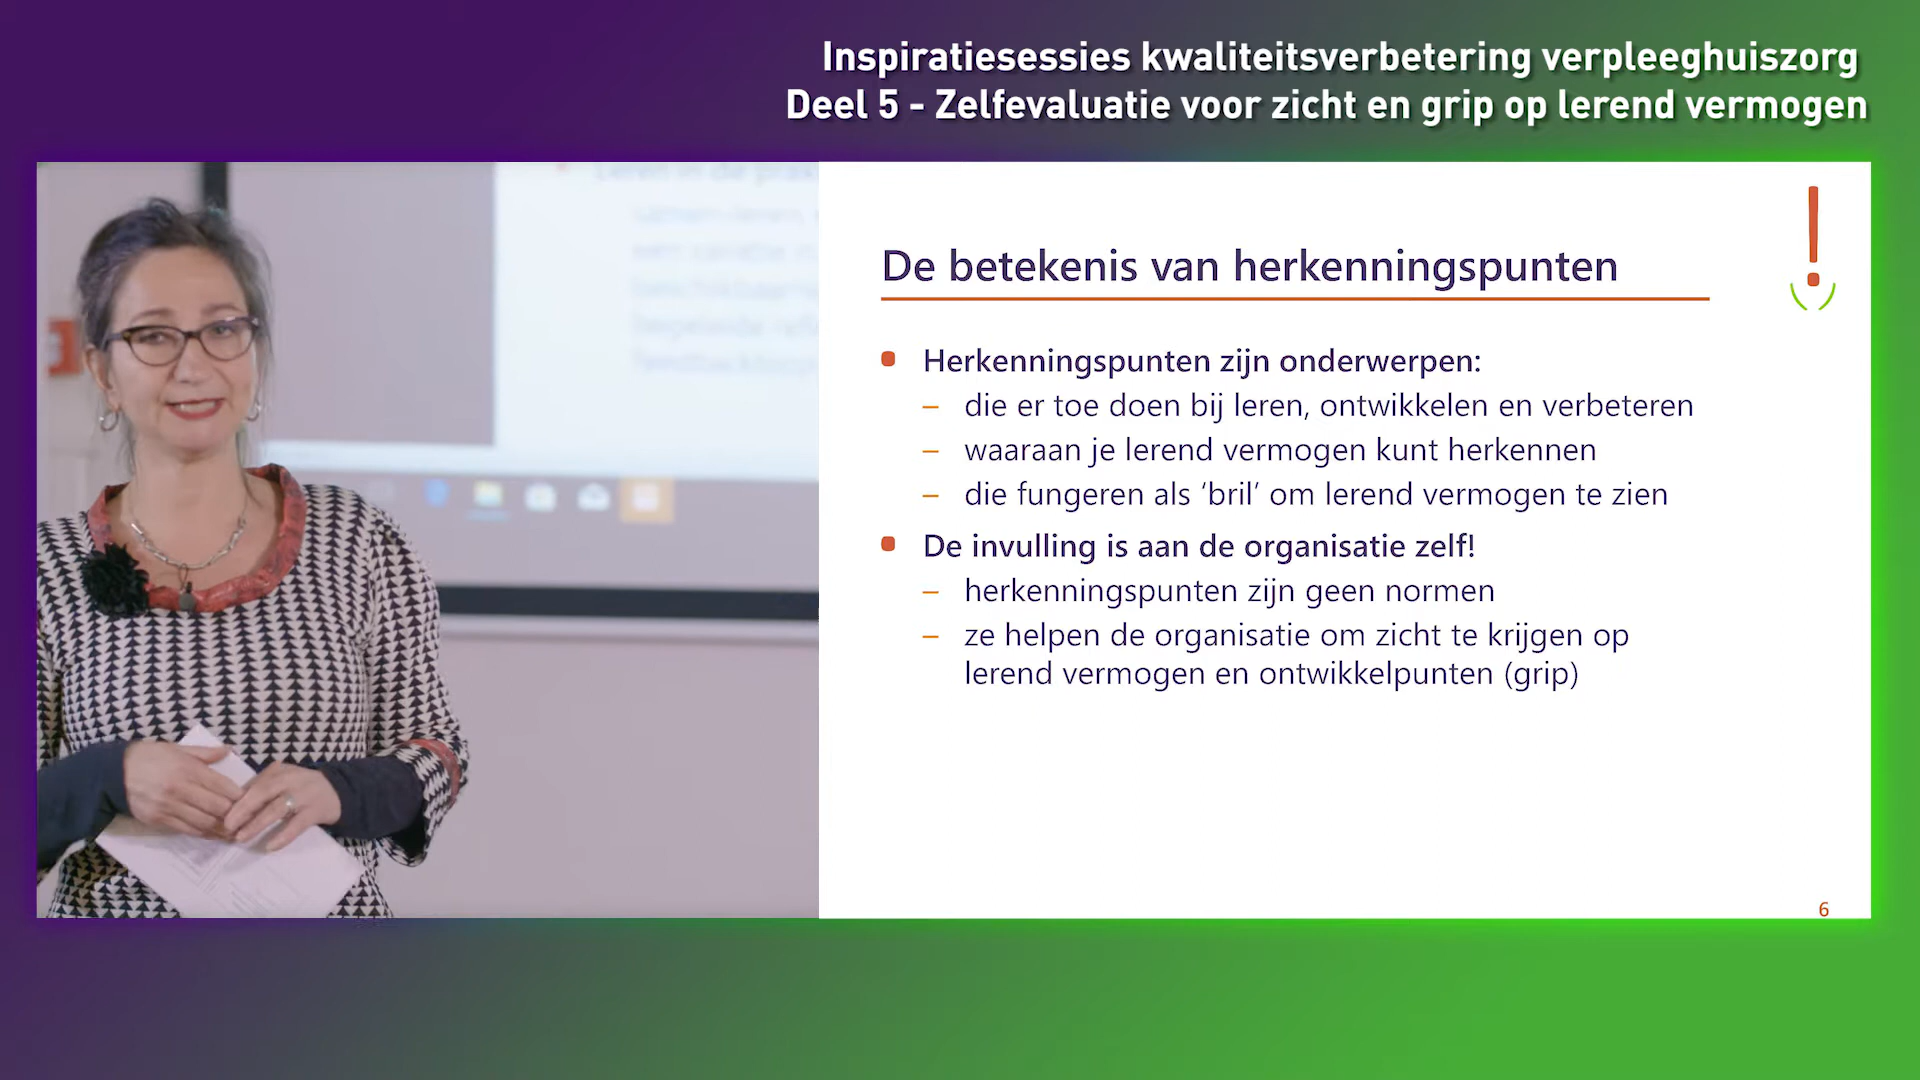 Inspiratiesessies kwaliteitsverbetering verpleeghuiszorg
Deel 5 - Zelfevaluatie voor zicht en grip op lerend vermogen
De betekenis van herkenningspunten
Herkenningspunten zijn onderwerpen:
– die er toe doen bij leren, ontwikkelen en verbeteren
– waaraan je lerend vermogen kunt herkennen
– die fungeren als ‘bril’ om lerend vermogen te zien
De invulling is aan de organisatie zelf!
– herkenningspunten zijn geen normen
– ze helpen de organisatie om zicht te krijgen op
lerend vermogen en ontwikkelpunten (grip)
6